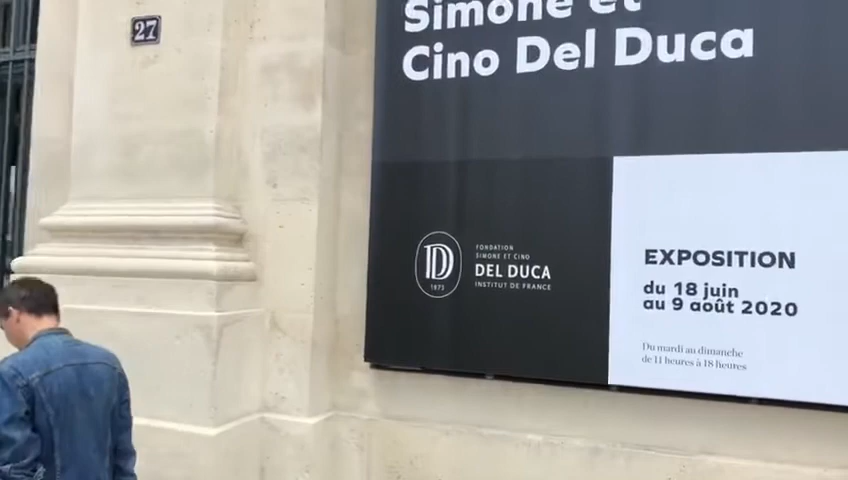 27
Simone et
Cino Del Duca
FONDATION
SIMONE ET CINO
DEL DUCA
INSTITUT DE FRANCE
D
1975
EXPOSITION
du 18 juin
au 9 août 2020
Du mardi au dimanche
de 11 heures à 18 heures